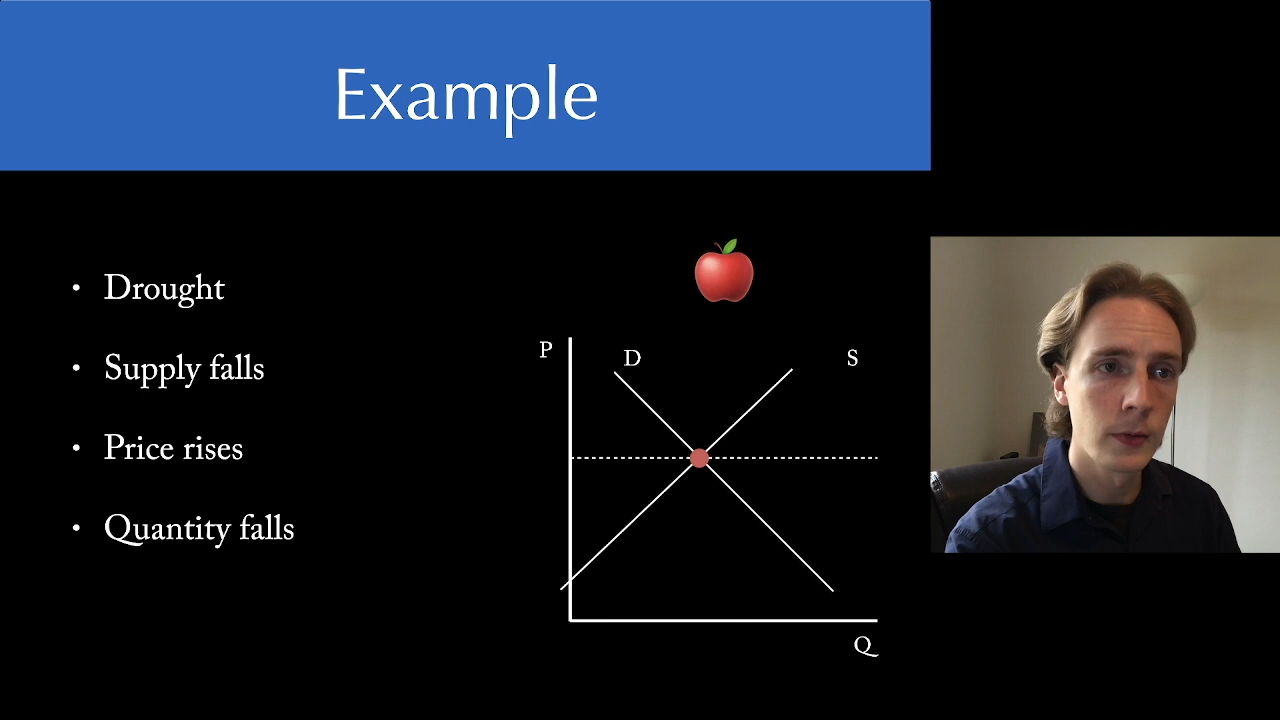 Example
• Drought
• Supply falls
• Price rises
• Quantity falls
P
D
S
Q